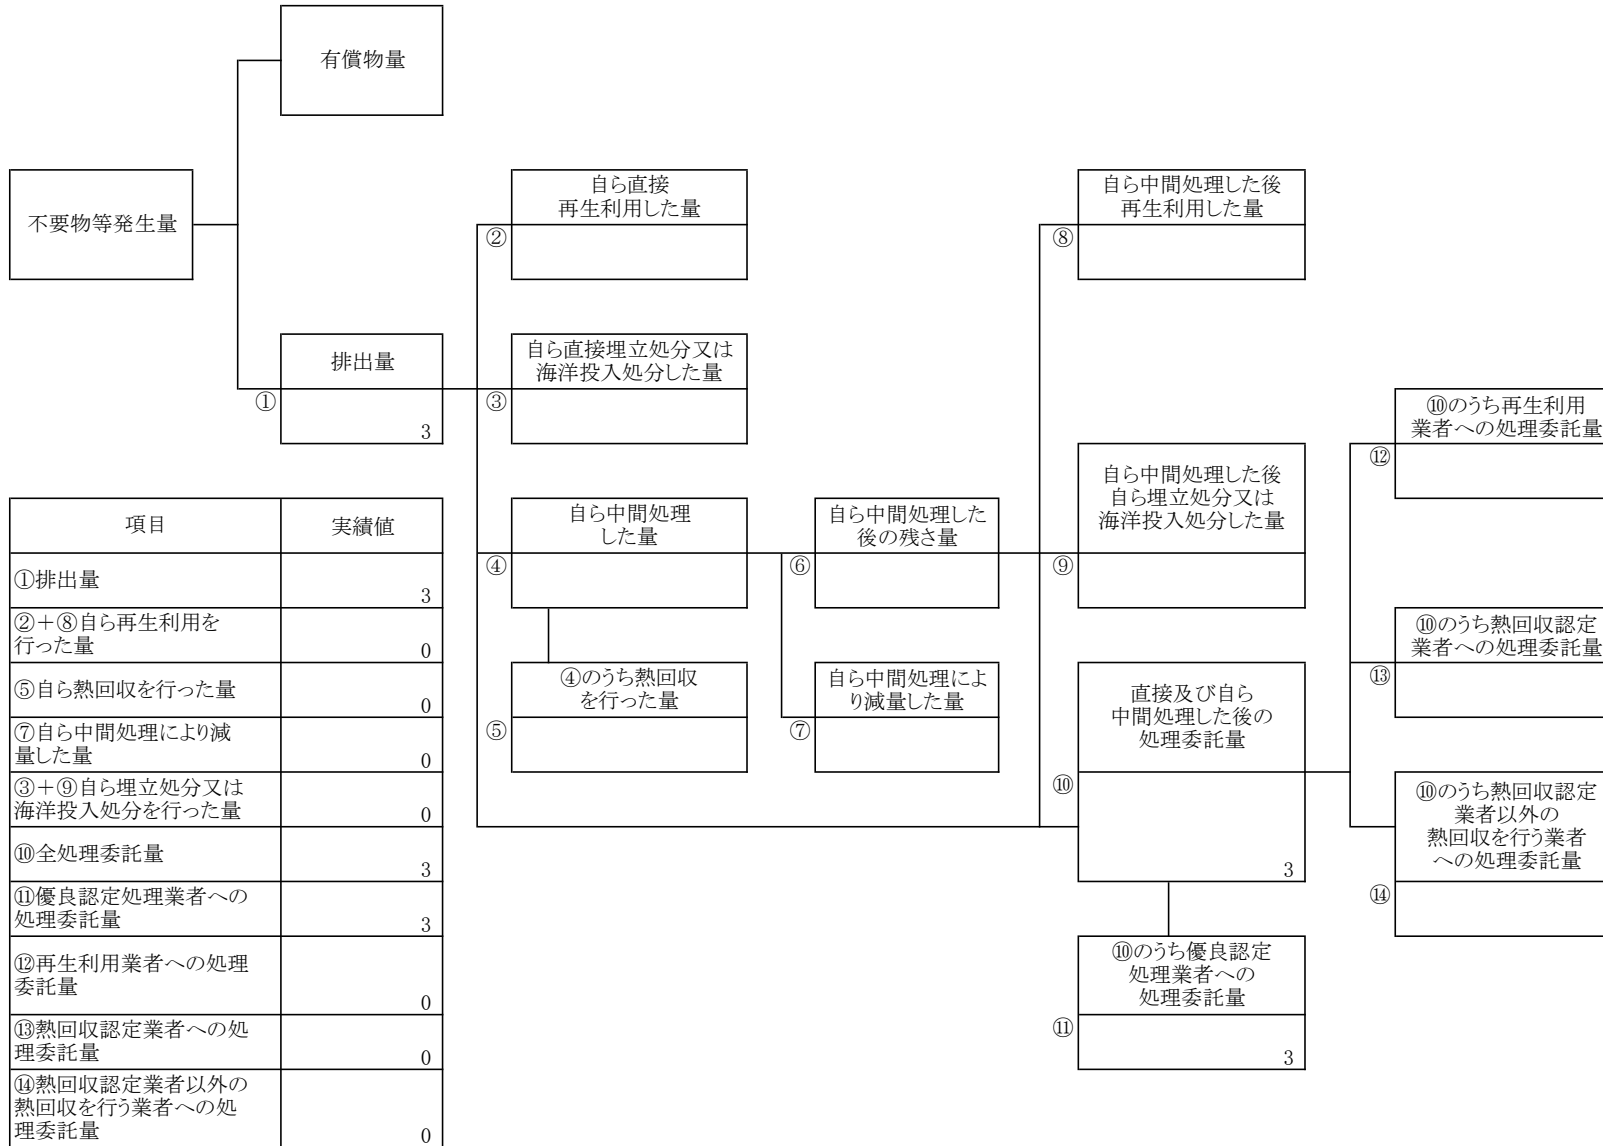 有償物量
不要物等発生量
自ら直接
再生利用した量
②
自ら中間処理した後
再生利用した量
⑧
排出量
①
3
自ら直接埋立処分又は
海洋投入処分した量
③
⑩のうち再生利用
業者への処理委託量
⑫
自ら中間処理
した量
④
自ら中間処理した
後の残さ量
⑥
自ら中間処理した後
自ら埋立処分又は
海洋投入処分した量
⑨
⑩のうち熱回収認定
業者への処理委託量
⑬
④のうち熱回収
を行った量
⑤
自ら中間処理によ
り減量した量
⑦
直接及び自ら
中間処理した後の
処理委託量
⑩
3
⑩のうち熱回収認定
業者以外の
熱回収を行う業者
への処理委託量
⑭
⑩のうち優良認定
処理業者への
処理委託量
⑪
3
項目 実績値
①排出量
3
②+⑧自ら再生利用を
行った量
0
⑤自ら熱回収を行った量
0
⑦自ら中間処理により減
量した量
0
③+⑨自ら埋立処分又は
海洋投入処分を行った量
0
⑩全処理委託量
3
⑪優良認定処理業者への
処理委託量
3
⑫再生利用業者への処理
委託量
0
⑬熱回収認定業者への処
理委託量
0
⑭熱回収認定業者以外の
熱回収を行う業者への処
理委託量
0